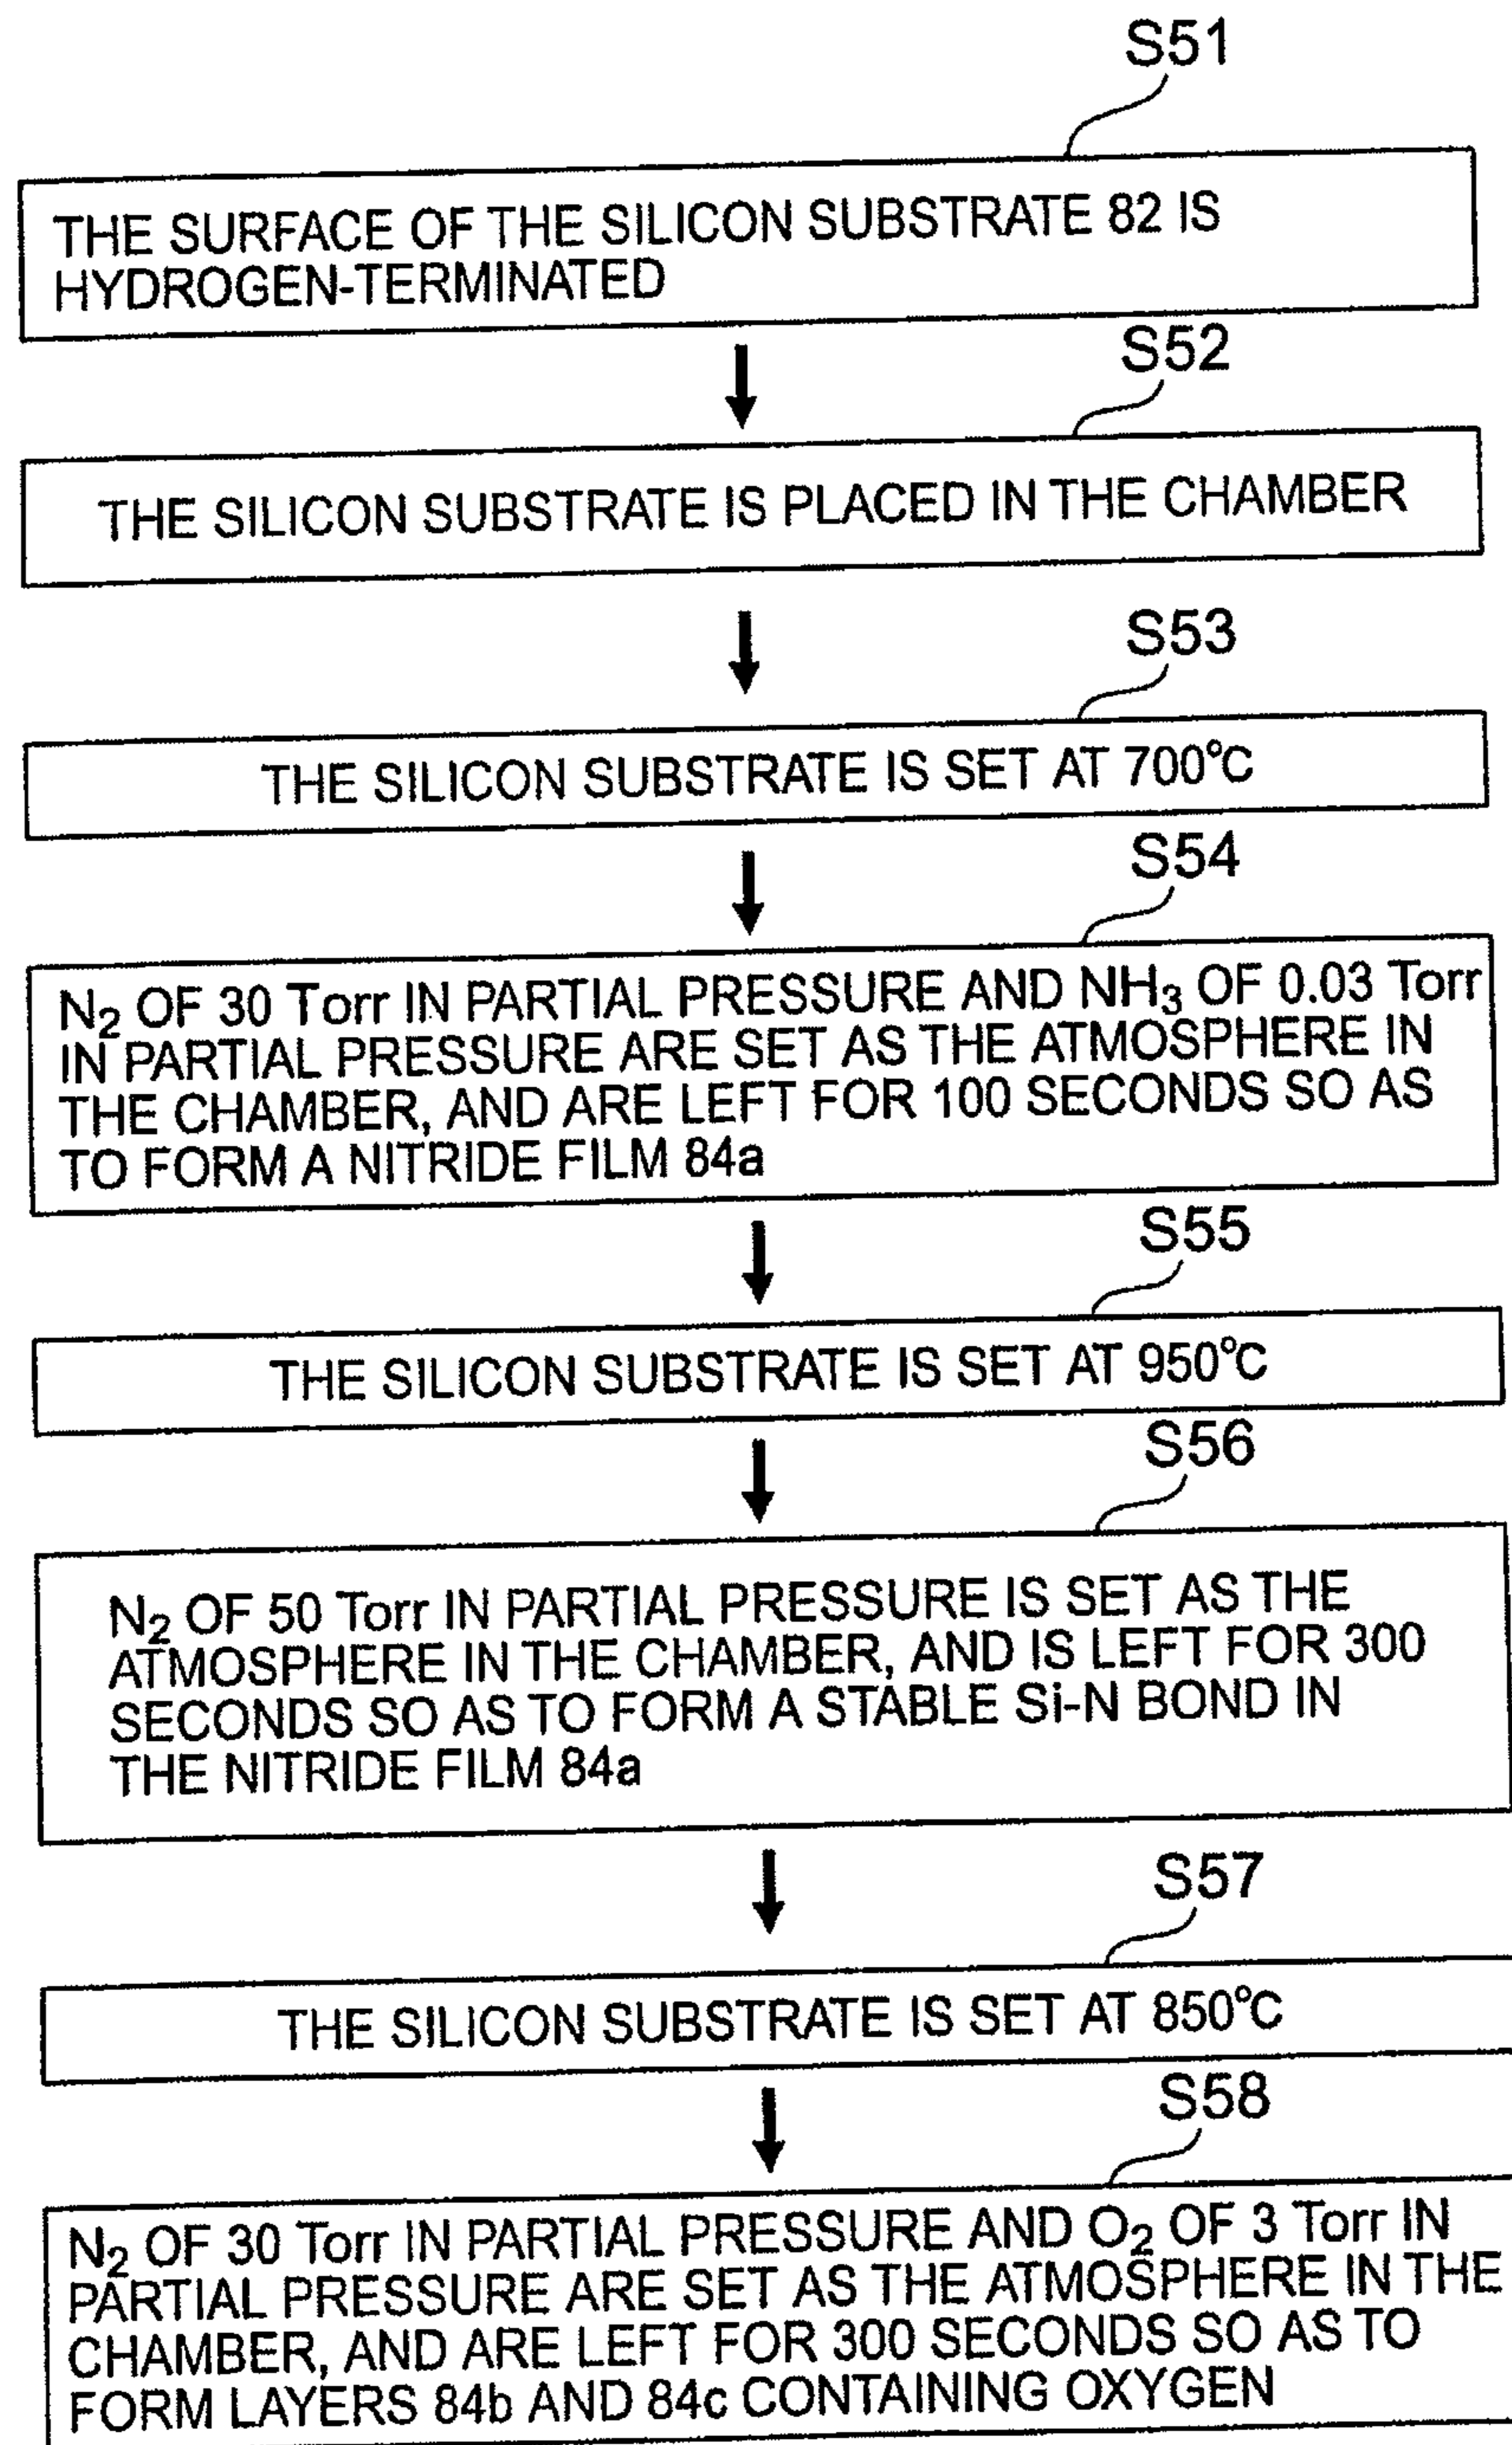 S51
THE SURFACE OF THE SILICON SUBSTRATE 82 IS
HYDROGEN-TERMINATED
S52
THE SILICON SUBSTRATE IS PLACED IN THE CHAMBER
S53
THE SILICON SUBSTRATE IS SET AT 700°C
S54
N₂ OF 30 Torr IN PARTIAL PRESSURE AND NH₃ OF 0.03 Torr
IN PARTIAL PRESSURE ARE SET AS THE ATMOSPHERE IN
THE CHAMBER, AND ARE LEFT FOR 100 SECONDS SO AS
TO FORM A NITRIDE FILM 84a
S55
THE SILICON SUBSTRATE IS SET AT 950°C
S56
N₂ OF 50 Torr IN PARTIAL PRESSURE IS SET AS THE
ATMOSPHERE IN THE CHAMBER, AND IS LEFT FOR 300
SECONDS SO AS TO FORM A STABLE Si-N BOND IN
THE NITRIDE FILM 84a
S57
THE SILICON SUBSTRATE IS SET AT 850°C
S58
N₂ OF 30 Torr IN PARTIAL PRESSURE AND O₂ OF 3 Torr IN
PARTIAL PRESSURE ARE SET AS THE ATMOSPHERE IN THE
CHAMBER, AND ARE LEFT FOR 300 SECONDS SO AS TO
FORM LAYERS 84b AND 84c CONTAINING OXYGEN